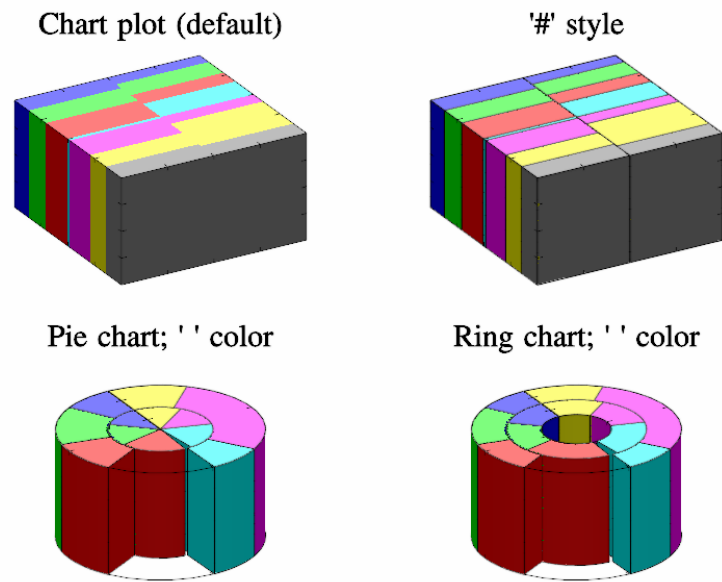 Chart plot (default)
'#' style
Pie chart; ' ' color
Ring chart; ' ' color